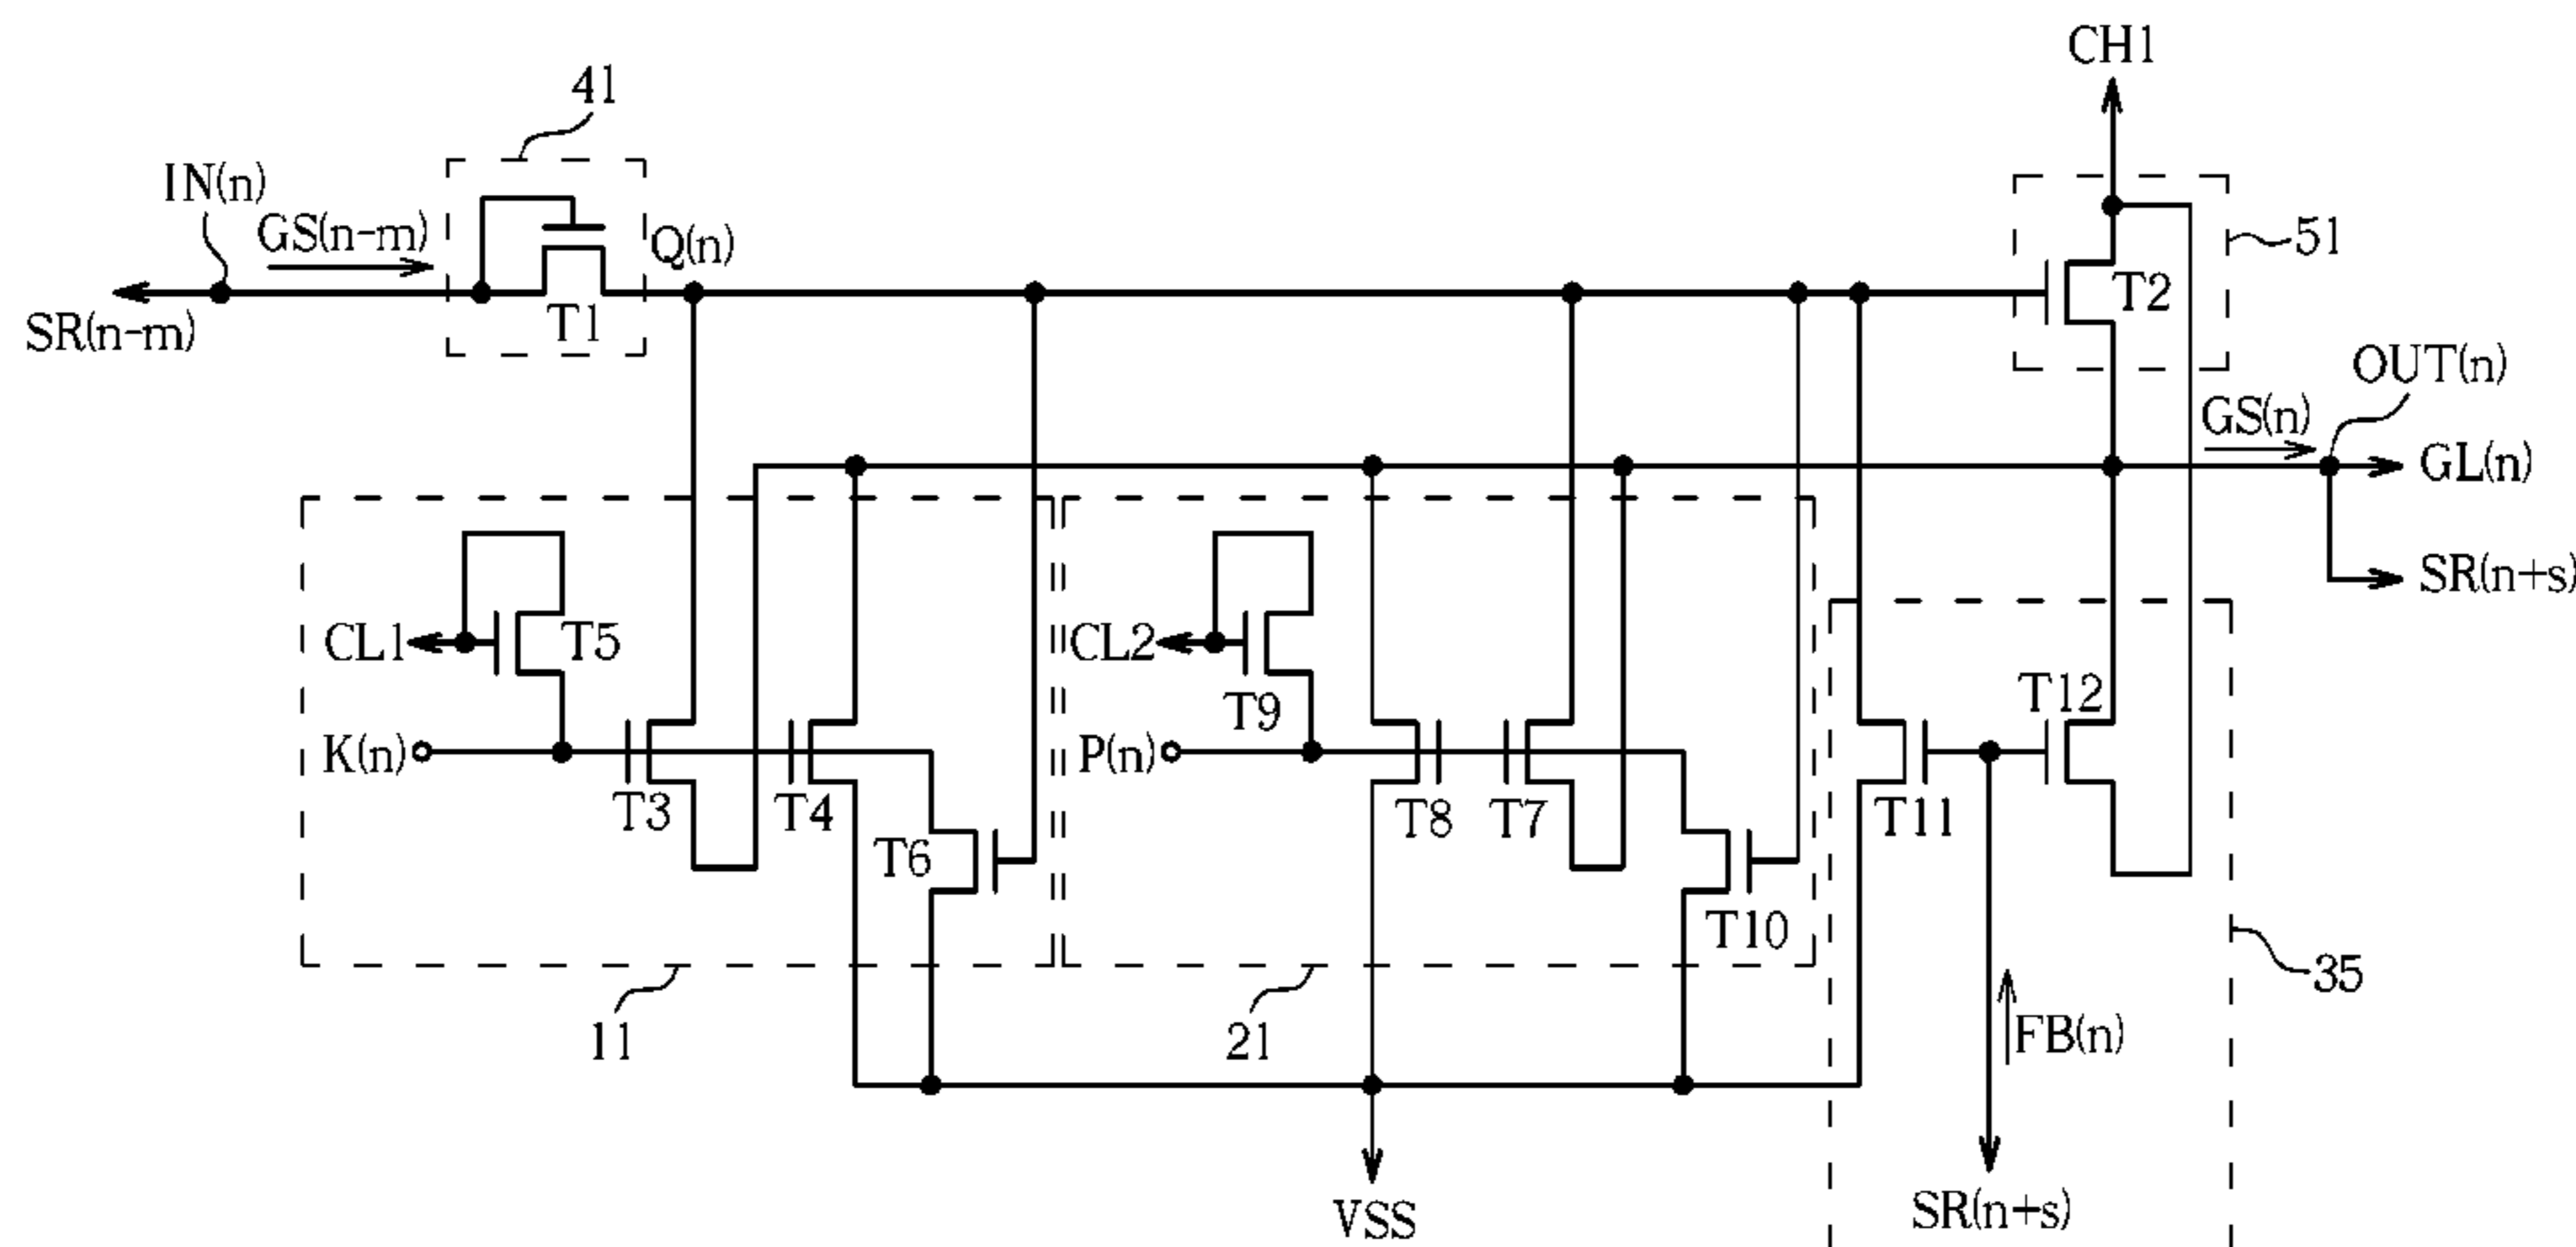 CH1
41
IN(n)
GS(n-m)
Q(n)
51
T2
SR(n-m)
T1
OUT(n)
GS(n)
GL(n)
SR(n+s)
CL1
T5
CL2
T9
T12
K(n)
P(n)
T3
T4
T8
T7
T11
T6
T10
35
11
21
FB(n)
VSS
SR(n+s)